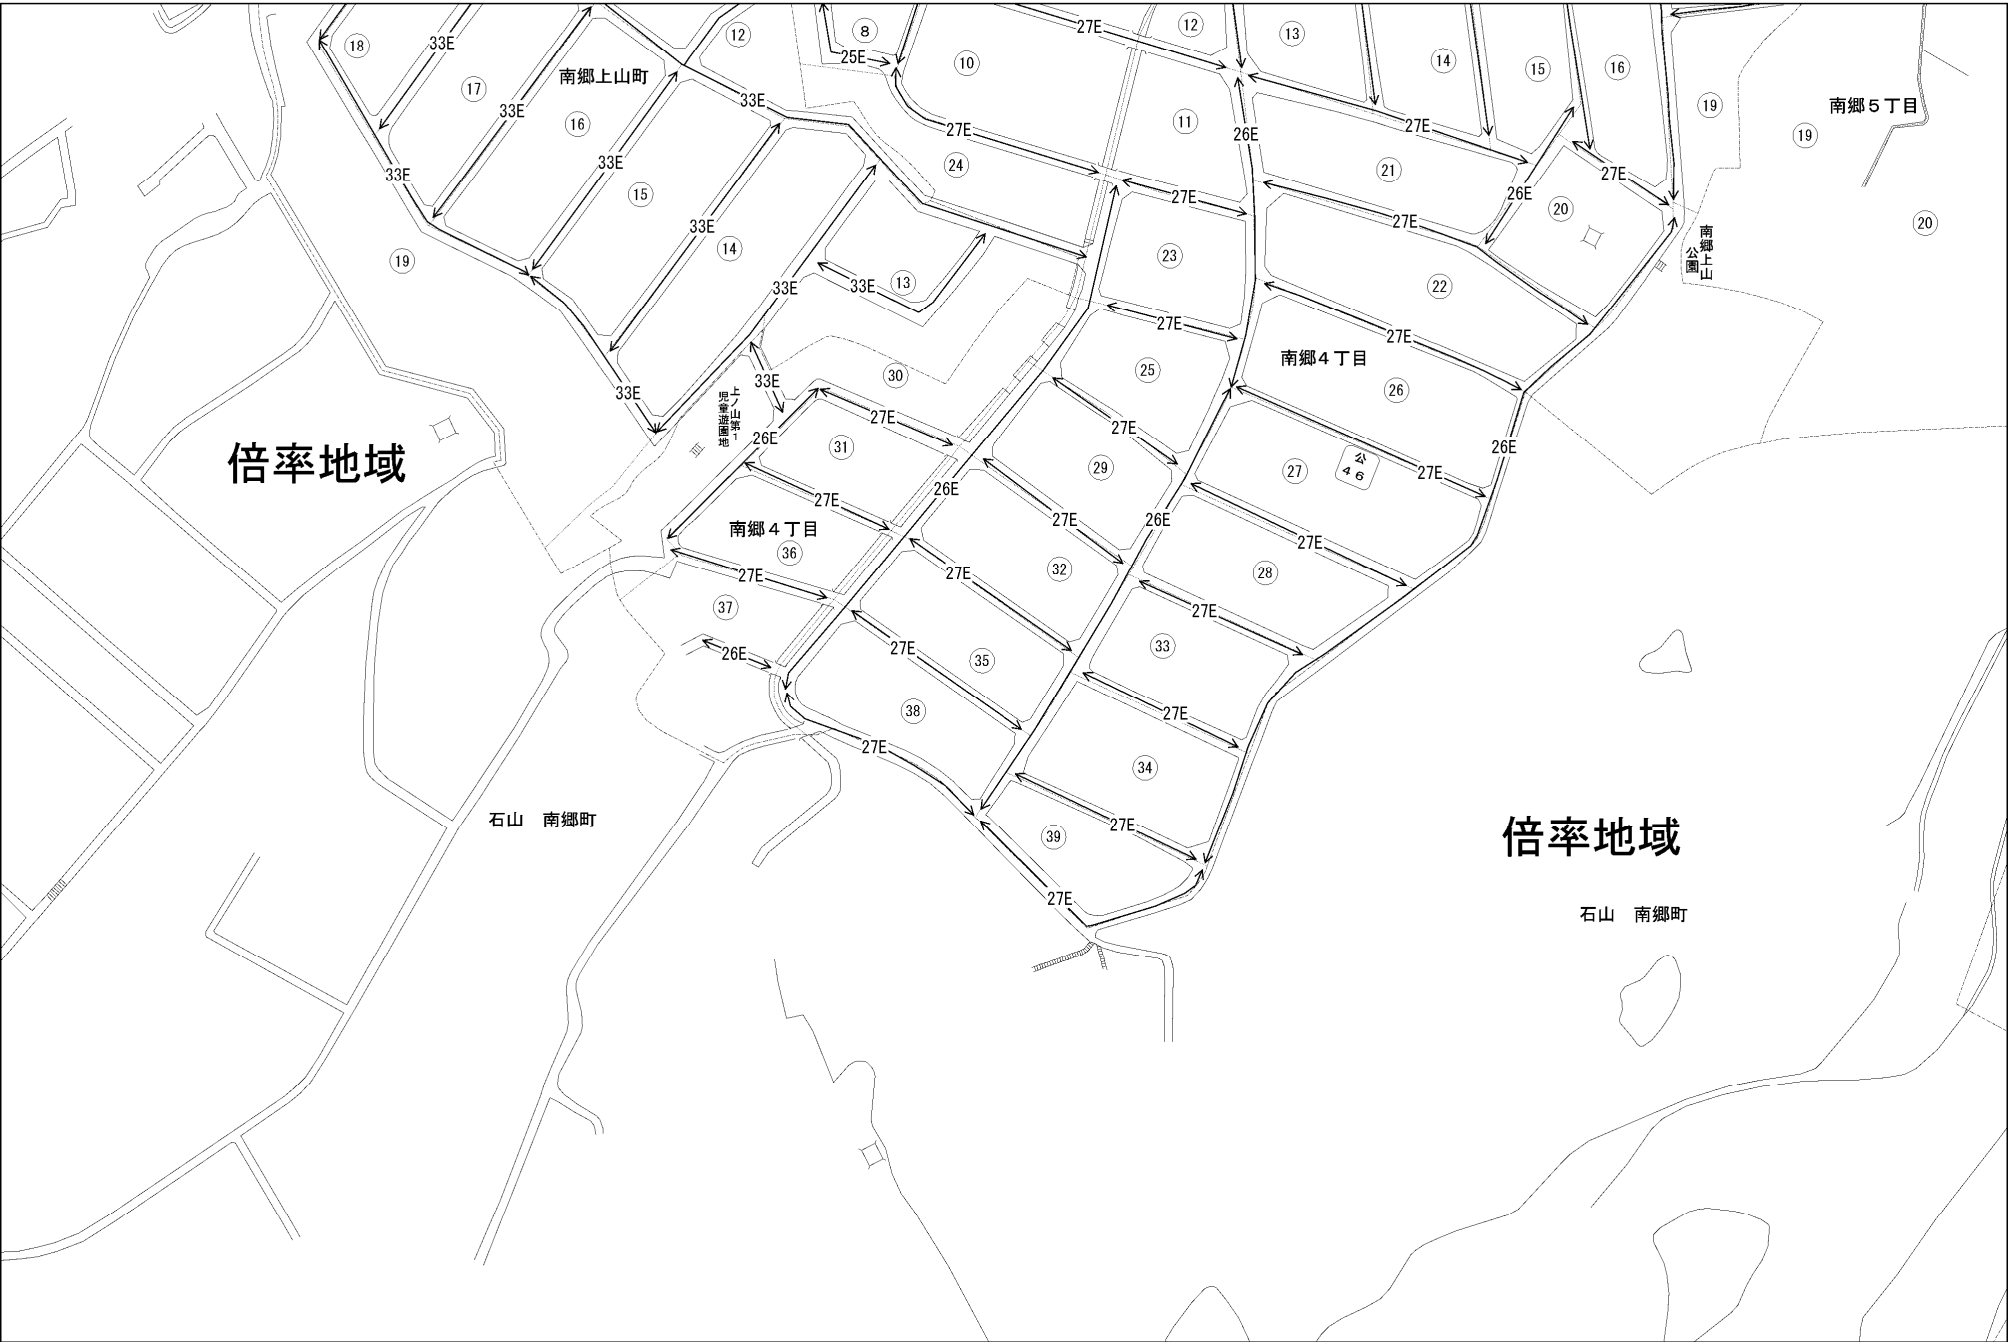 ⑱
33E
南郷上山町
⑫
⑧
25E
⑩
27E
⑫
⑬
⑭
⑮
⑯
⑲
南郷５丁目
⑲
⑰
33E
33E
27E
⑪
26E
27E
⑯
33E
⑮
33E
㉔
27E
㉑
27E
26E
⑳
27E
⑳
南郷上山
公園
⑲
⑭
33E
⑬
33E
33E
㉓
27E
㉒
27E
南郷４丁目
33E
33E
上ノ山第１
児童遊園地
㉚
27E
㉕
27E
㉖
26E
倍率地域
26E
㉛
27E
26E
㉙
26E
㉗
公
４６
27E
27E
南郷４丁目
㊱
27E
27E
㉜
27E
27E
㉘
㊲
26E
27E
㉟
27E
㉝
㊳
27E
27E
㉞
石山　南郷町
㊴
27E
27E
倍率地域
石山　南郷町